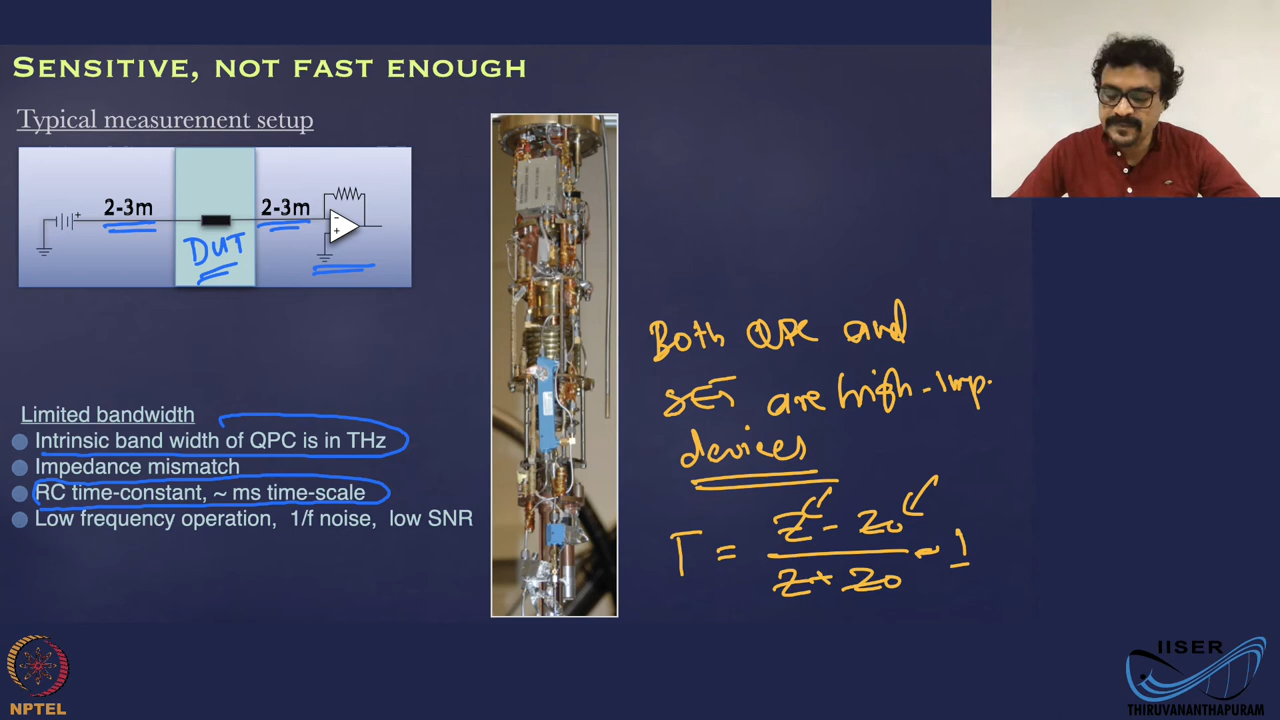 SENSITIVE, NOT FAST ENOUGH
Typical measurement setup
2-3m
2-3m
DUT
Limited bandwidth
Intrinsic band width of QPC is in THz
Impedance mismatch
RC time-constant, ~ ms time-scale
Low frequency operation, 1/f noise, low SNR
Both QPC and
SET are high-Imp.
devices
Γ = Z - Z0 / Z + Z0 ~ 1
NPTEL
IISER
THIRUVANANTHAPURAM